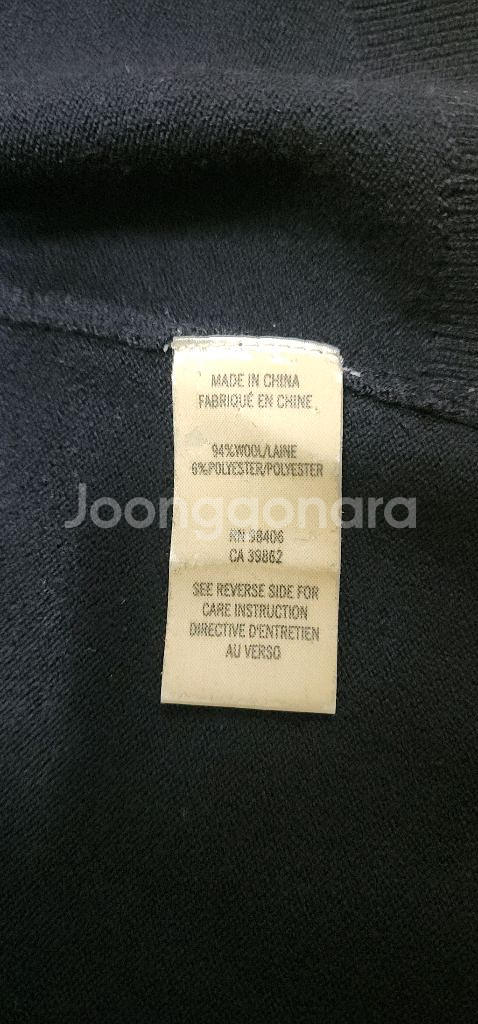 MADE IN CHINA
FABRIQUÉ EN CHINE
94%WOOL/LAINE
6%POLYESTER/POLYESTER
Joongaonara
RN 98406
CA 39862
SEE REVERSE SIDE FOR
CARE INSTRUCTION
DIRECTIVE D'ENTRETIEN
AU VERSO